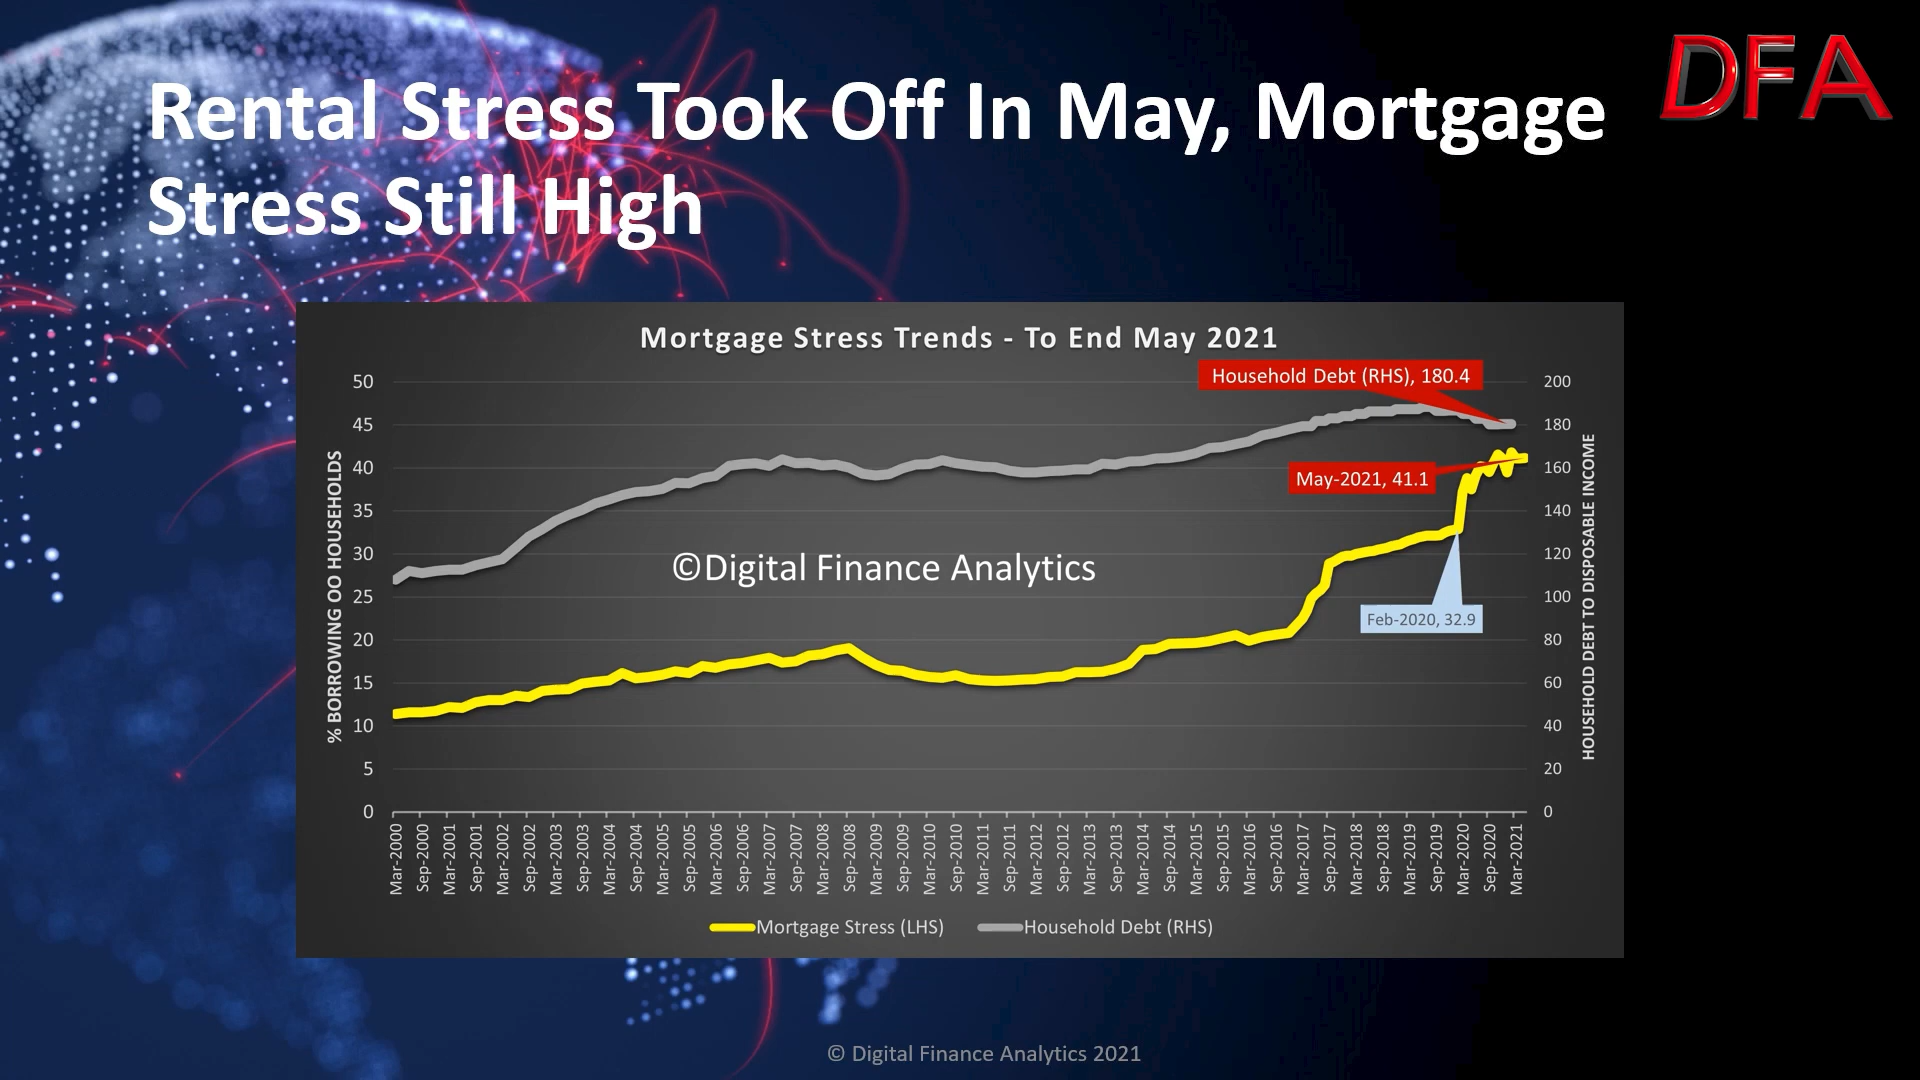 DFA
Rental Stress Took Off In May, Mortgage
Stress Still High
Mortgage Stress Trends - To End May 2021
Household Debt (RHS), 180.4
May-2021, 41.1
Feb-2020, 32.9
©Digital Finance Analytics
% BORROWING OO HOUSEHOLDS
50
45
40
35
30
25
20
15
10
5
0
200
180
160
140
120
100
80
60
40
20
0
HOUSEHOLD DEBT TO DISPOSABLE INCOME
Mar-2000
Sep-2000
Mar-2001
Sep-2001
Mar-2002
Sep-2002
Mar-2003
Sep-2003
Mar-2004
Sep-2004
Mar-2005
Sep-2005
Mar-2006
Sep-2006
Mar-2007
Sep-2007
Mar-2008
Sep-2008
Mar-2009
Sep-2009
Mar-2010
Sep-2010
Mar-2011
Sep-2011
Mar-2012
Sep-2012
Mar-2013
Sep-2013
Mar-2014
Sep-2014
Mar-2015
Sep-2015
Mar-2016
Sep-2016
Mar-2017
Sep-2017
Mar-2018
Sep-2018
Mar-2019
Sep-2019
Mar-2020
Sep-2020
Mar-2021
Mortgage Stress (LHS)
Household Debt (RHS)
© Digital Finance Analytics 2021